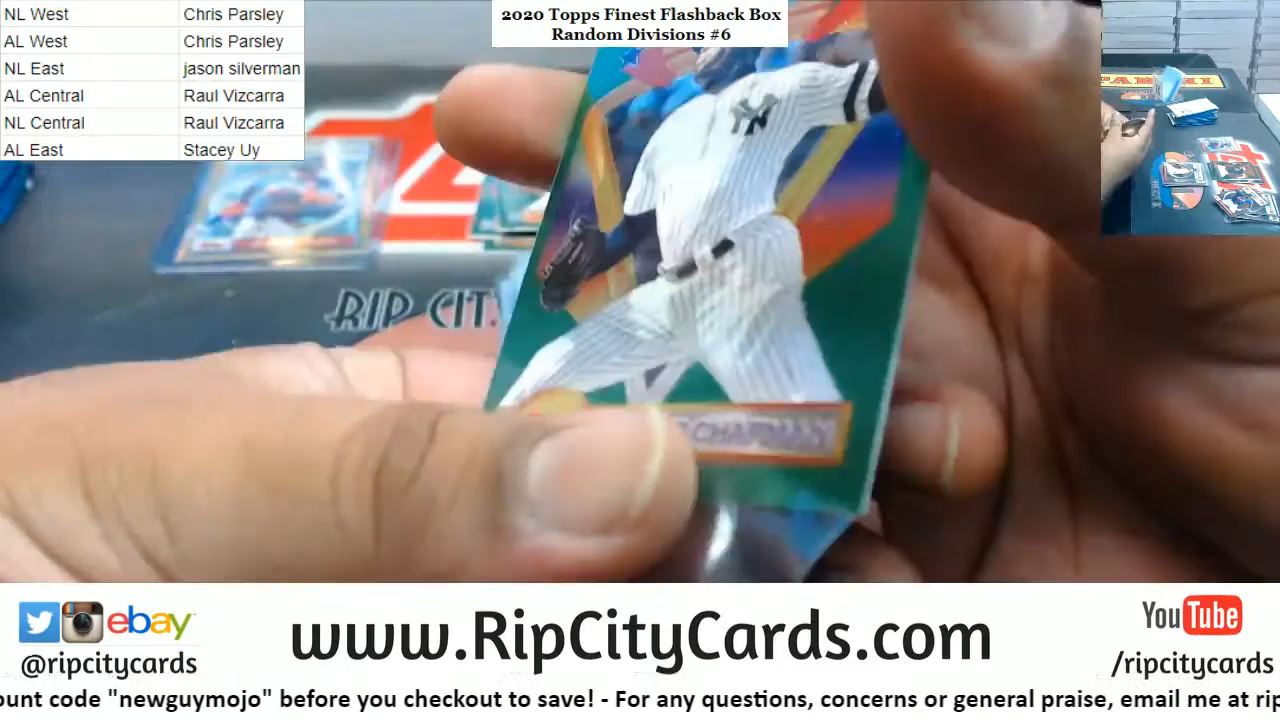 NL West Chris Parsley
AL West Chris Parsley
NL East jason silverman
AL Central Raul Vizcarra
NL Central Raul Vizcarra
AL East Stacey Uy
2020 Topps Finest Flashback Box
Random Divisions #6
NY
CHAPMAN
RIP CIT
ebay
@ripcitycards
www.RipCityCards.com
YouTube
/ripcitycards
ount code "newguymojo" before you checkout to save! - For any questions, concerns or general praise, email me at rip